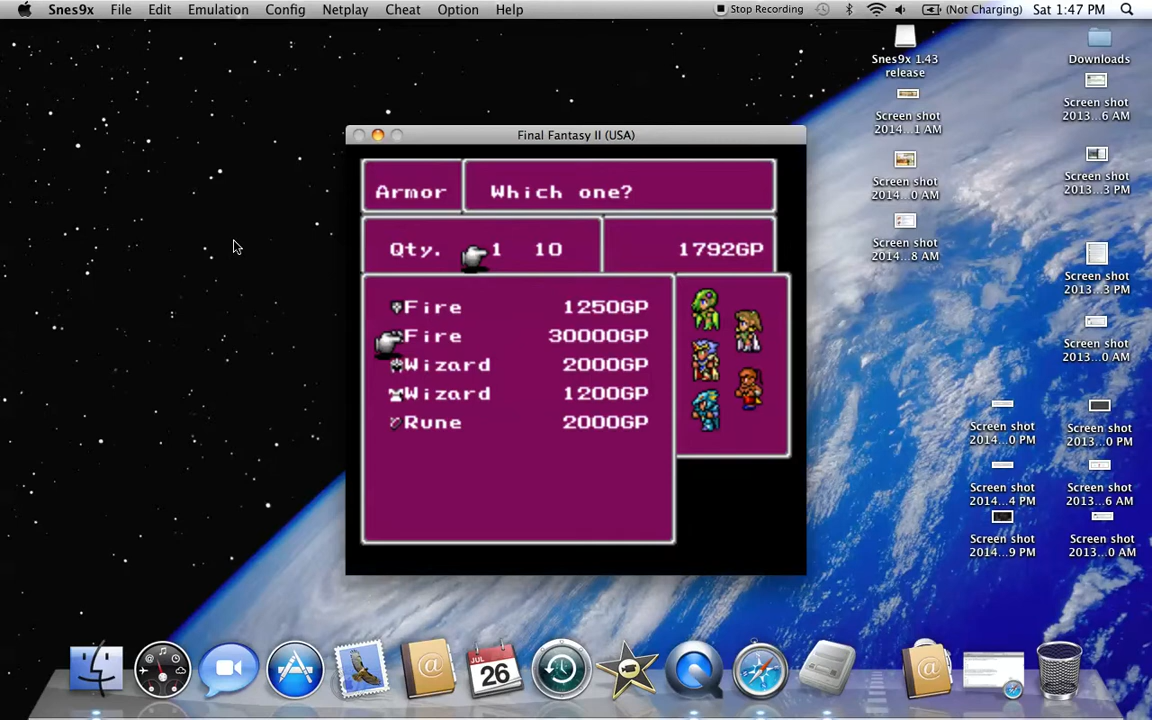 Snes9x File Edit Emulation Config Netplay Cheat Option Help Stop Recording (Not Charging) Sat 1:47 PM
Snes9x 1.43
release
Downloads
Screen shot
2014...1 AM
Screen shot
2013...6 AM
Screen shot
2014...0 AM
Screen shot
2013...3 PM
Screen shot
2014...8 AM
Screen shot
2013...3 PM
Screen shot
2013...0 AM
Screen shot
2014...0 PM
Screen shot
2013...0 PM
Screen shot
2014...4 PM
Screen shot
2013...6 AM
Screen shot
2014...9 PM
Screen shot
2013...0 AM
Final Fantasy II (USA)
Armor Which one?
Qty. 1 10 1792GP
Fire 1250GP
Fire 30000GP
Wizard 2000GP
Wizard 1200GP
Rune 2000GP
JUL
26